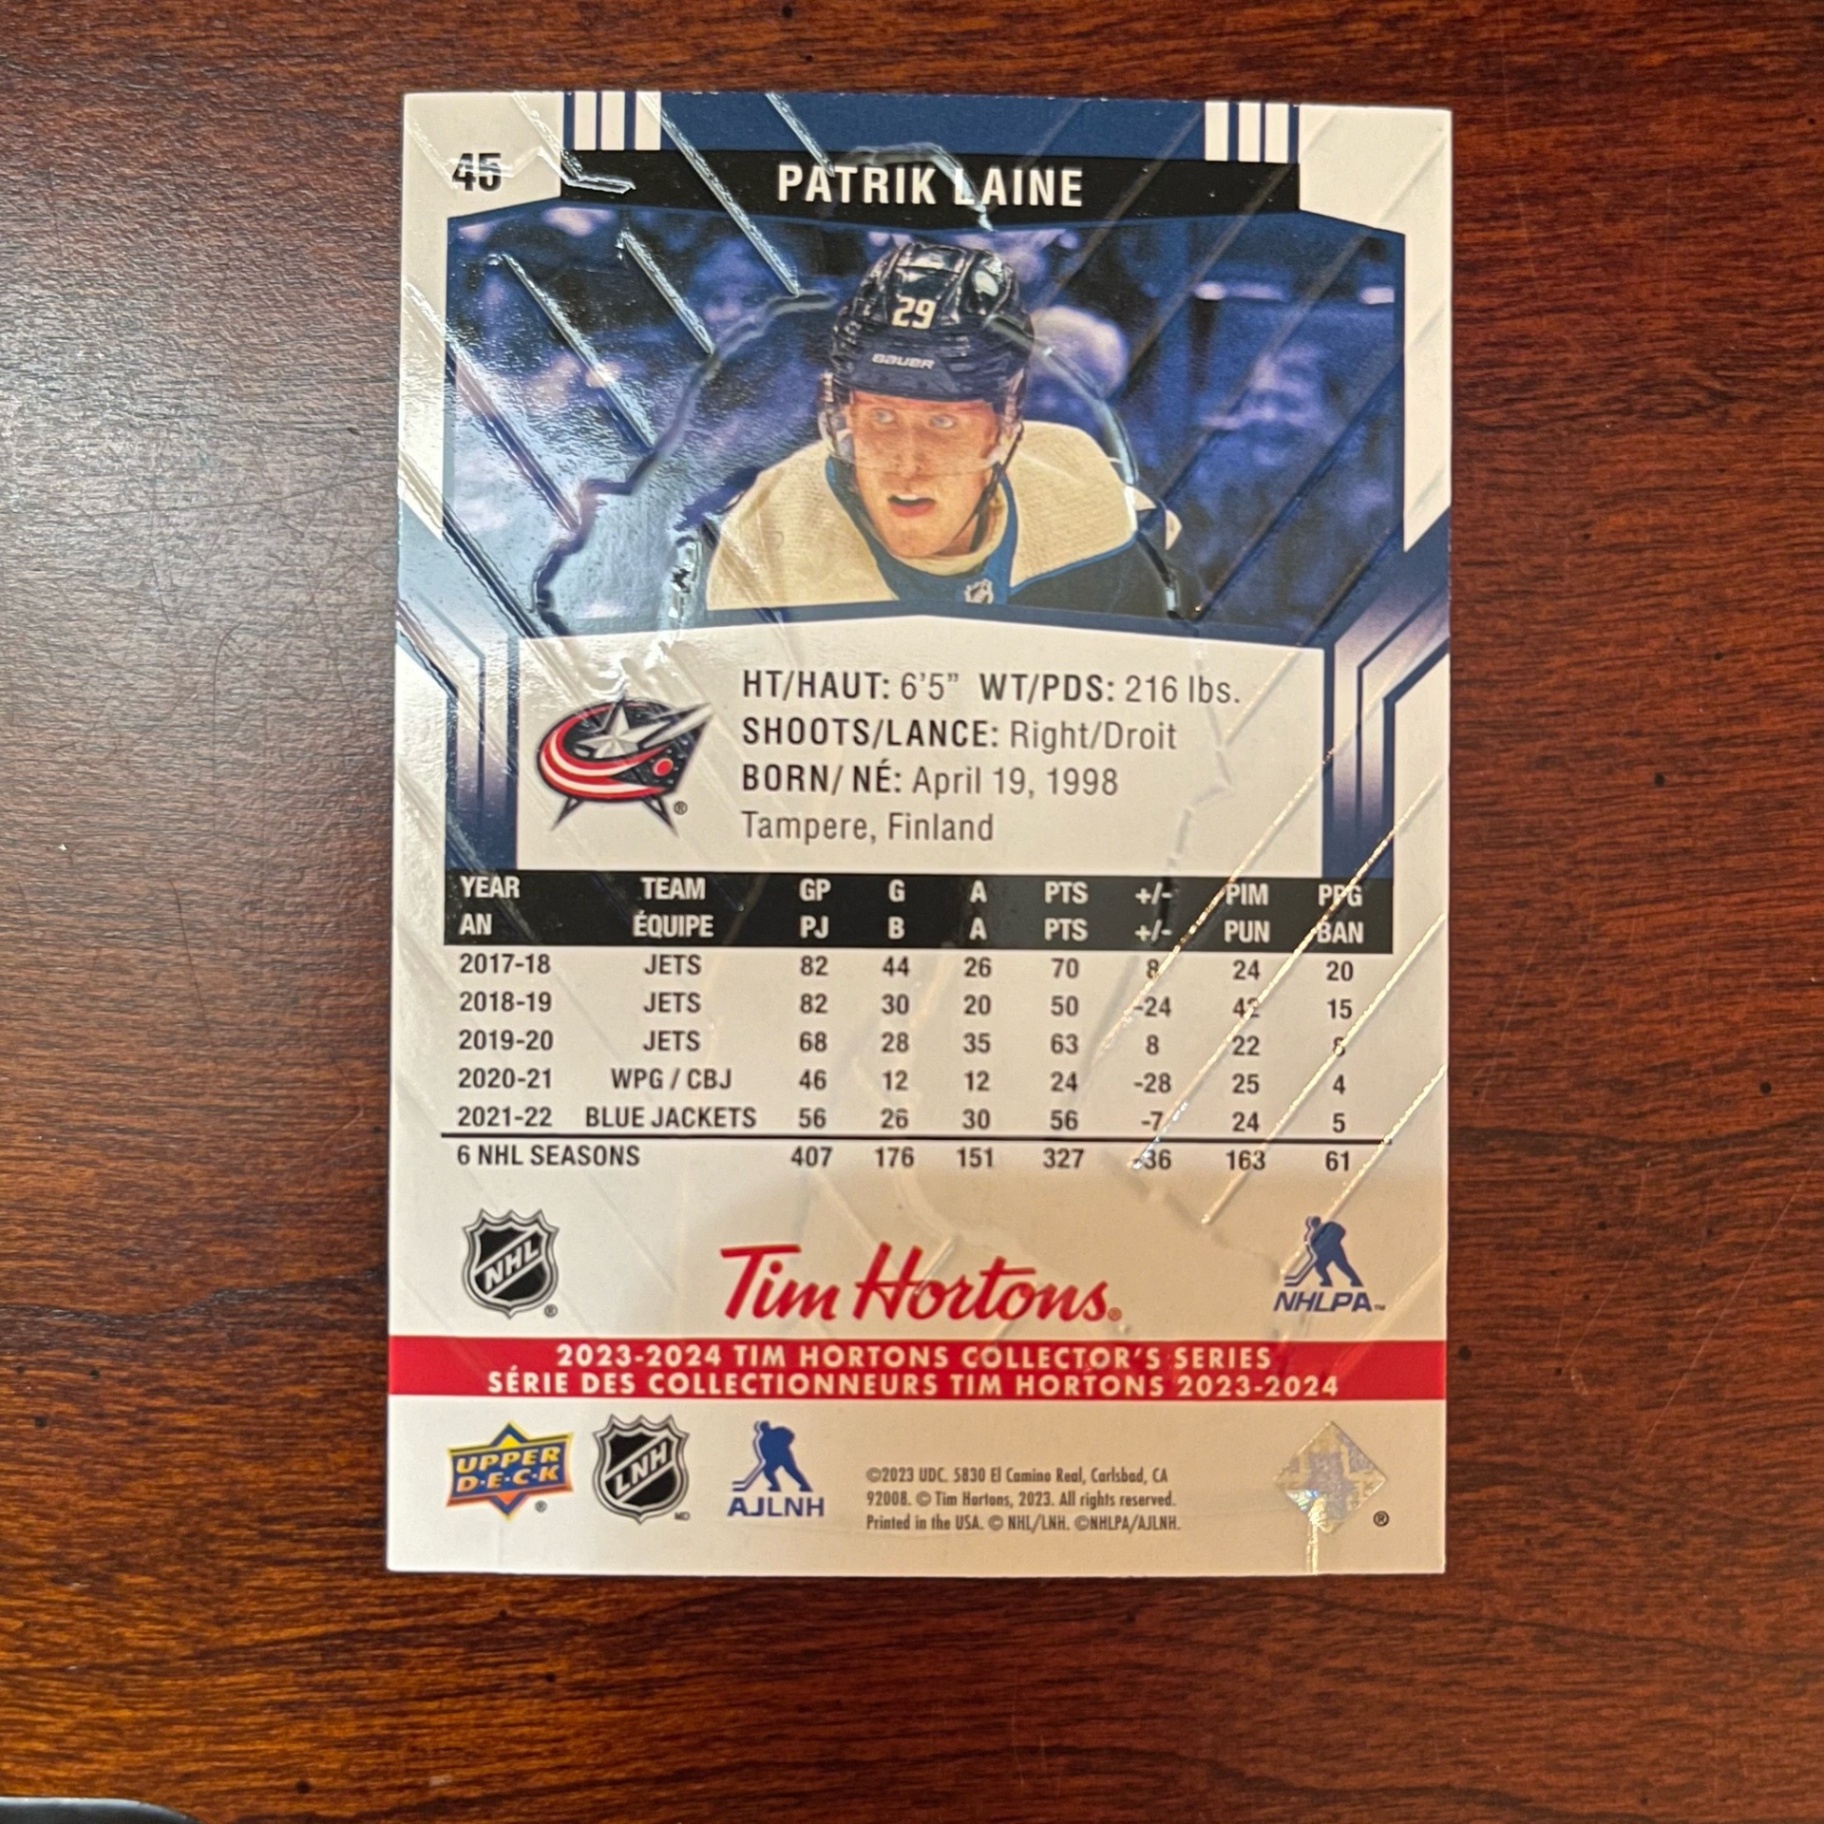 45
PATRIK LAINE
29
BAUER
HT/HAUT: 6'5” WT/PDS: 216 lbs.
SHOOTS/LANCE: Right/Droit
BORN/ NÉ: April 19, 1998
Tampere, Finland
®
YEAR TEAM GP G A PTS +/- PIM PPG
AN ÉQUIPE PJ B A PTS +/- PUN BAN
2017-18 JETS 82 44 26 70 8 24 20
2018-19 JETS 82 30 20 50 -24 42 15
2019-20 JETS 68 28 35 63 8 22 8
2020-21 WPG / CBJ 46 12 12 24 -28 25 4
2021-22 BLUE JACKETS 56 26 30 56 -7 24 5
6 NHL SEASONS 407 176 151 327 -36 163 61
NHL ®
Tim Hortons®
NHLPA™
2023-2024 TIM HORTONS COLLECTOR'S SERIES
SÉRIE DES COLLECTIONNEURS TIM HORTONS 2023-2024
UPPER
D·E·C·K ®
LNH MD
AJLNH
©2023 UDC. 5830 El Camino Real, Carlsbad, CA
92008. © Tim Hortons, 2023. All rights reserved.
Printed in the USA. © NHL/LNH. ©NHLPA/AJLNH.
®